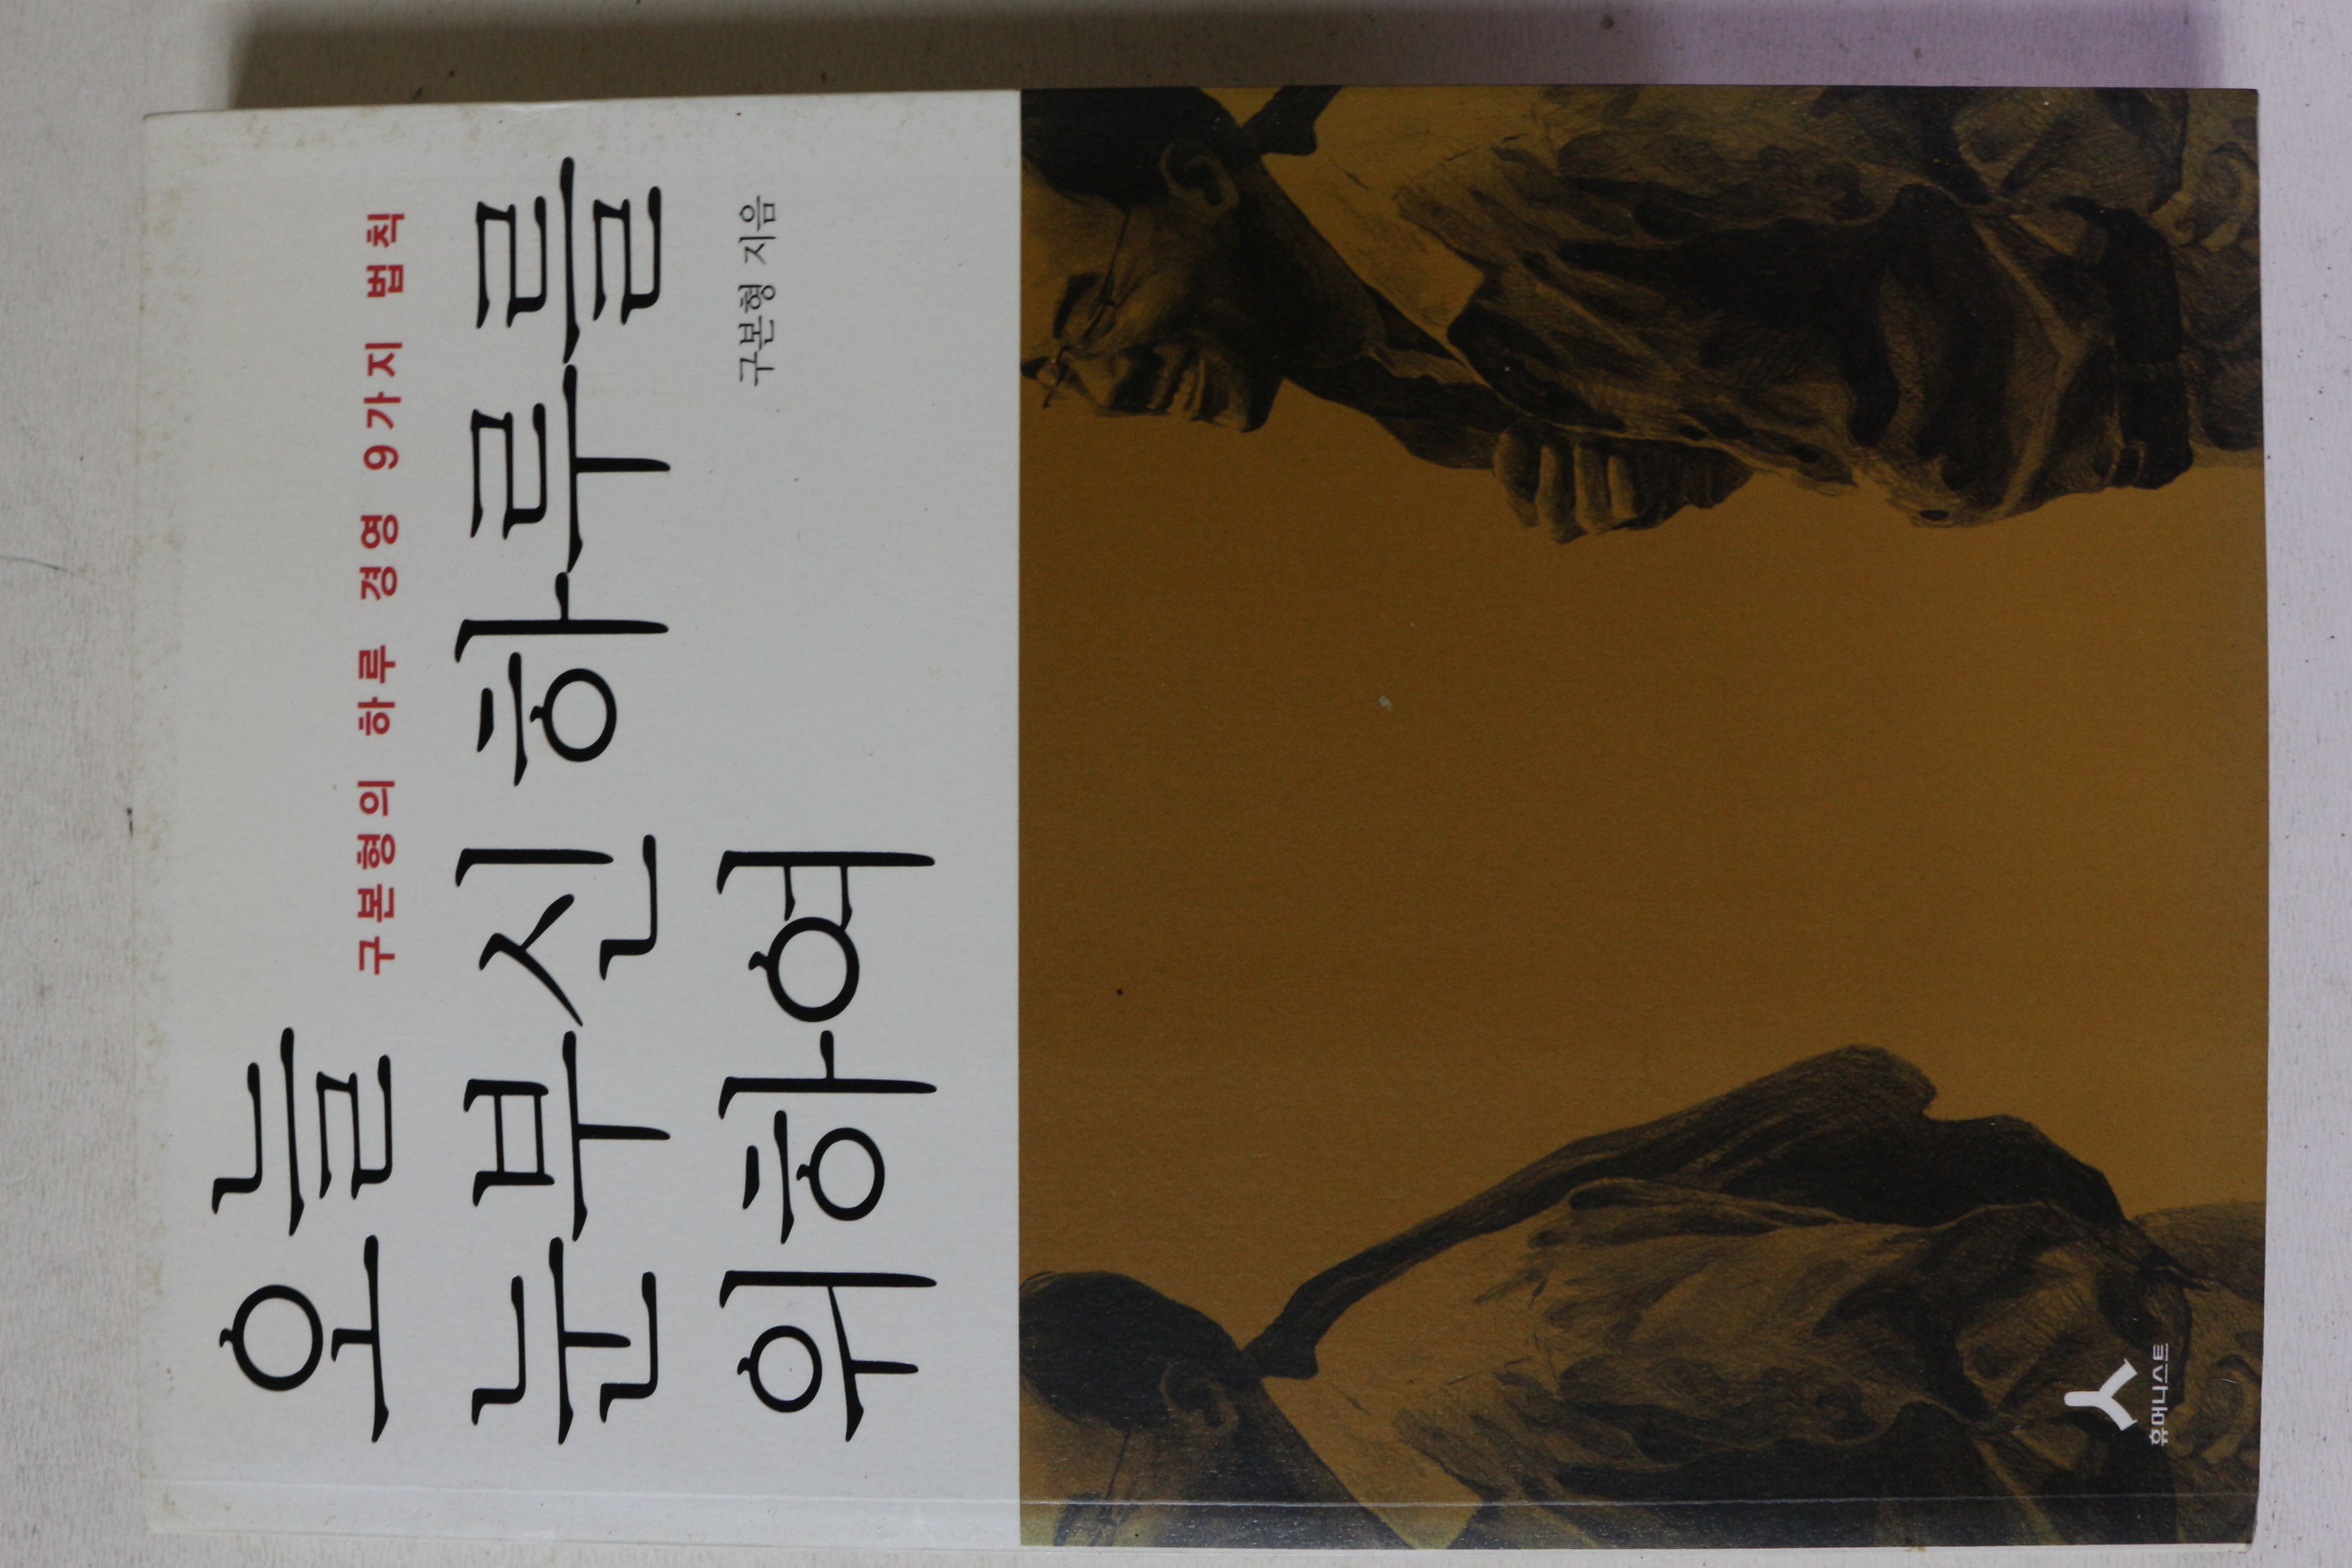 오늘
구본형의 하루 경영 9가지 법칙
눈부신 하루를
위하여
구본형 지음
휴머니스트